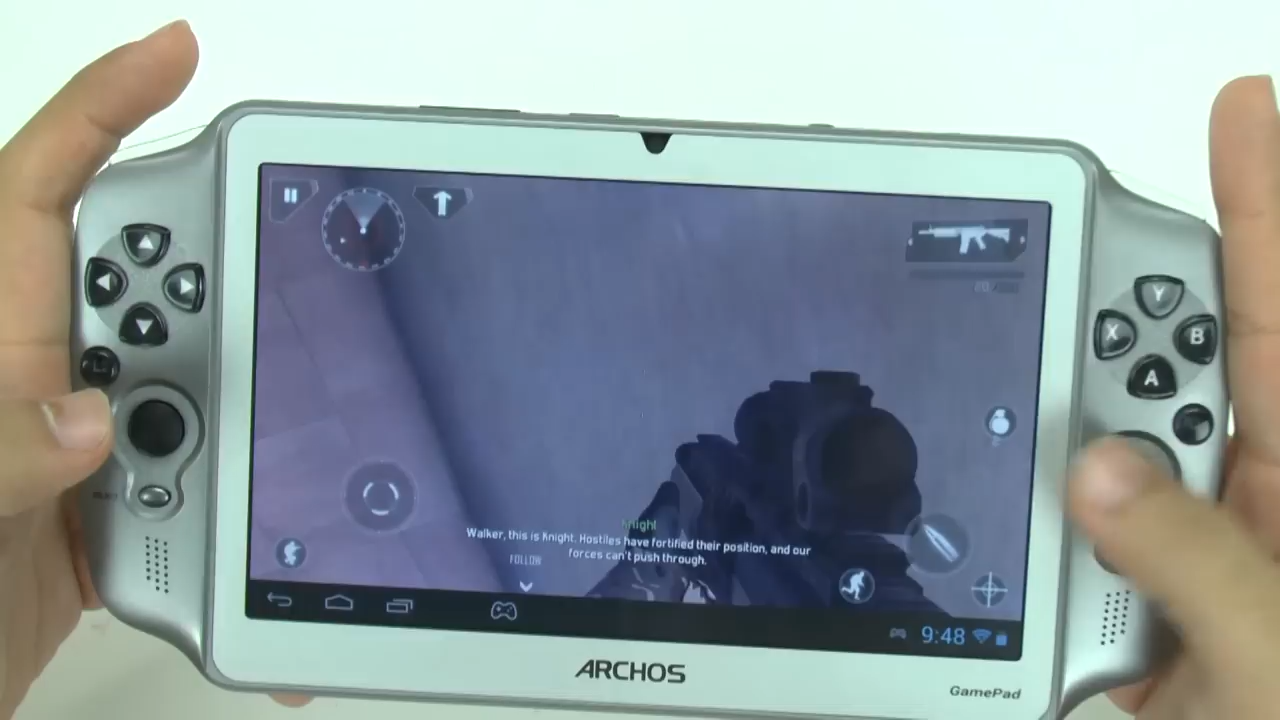 Knight
Walker, this is Knight. Hostiles have fortified their position, and our
forces can't push through.
FOLLOW
Y
X
B
A
9:48
ARCHOS
GamePad